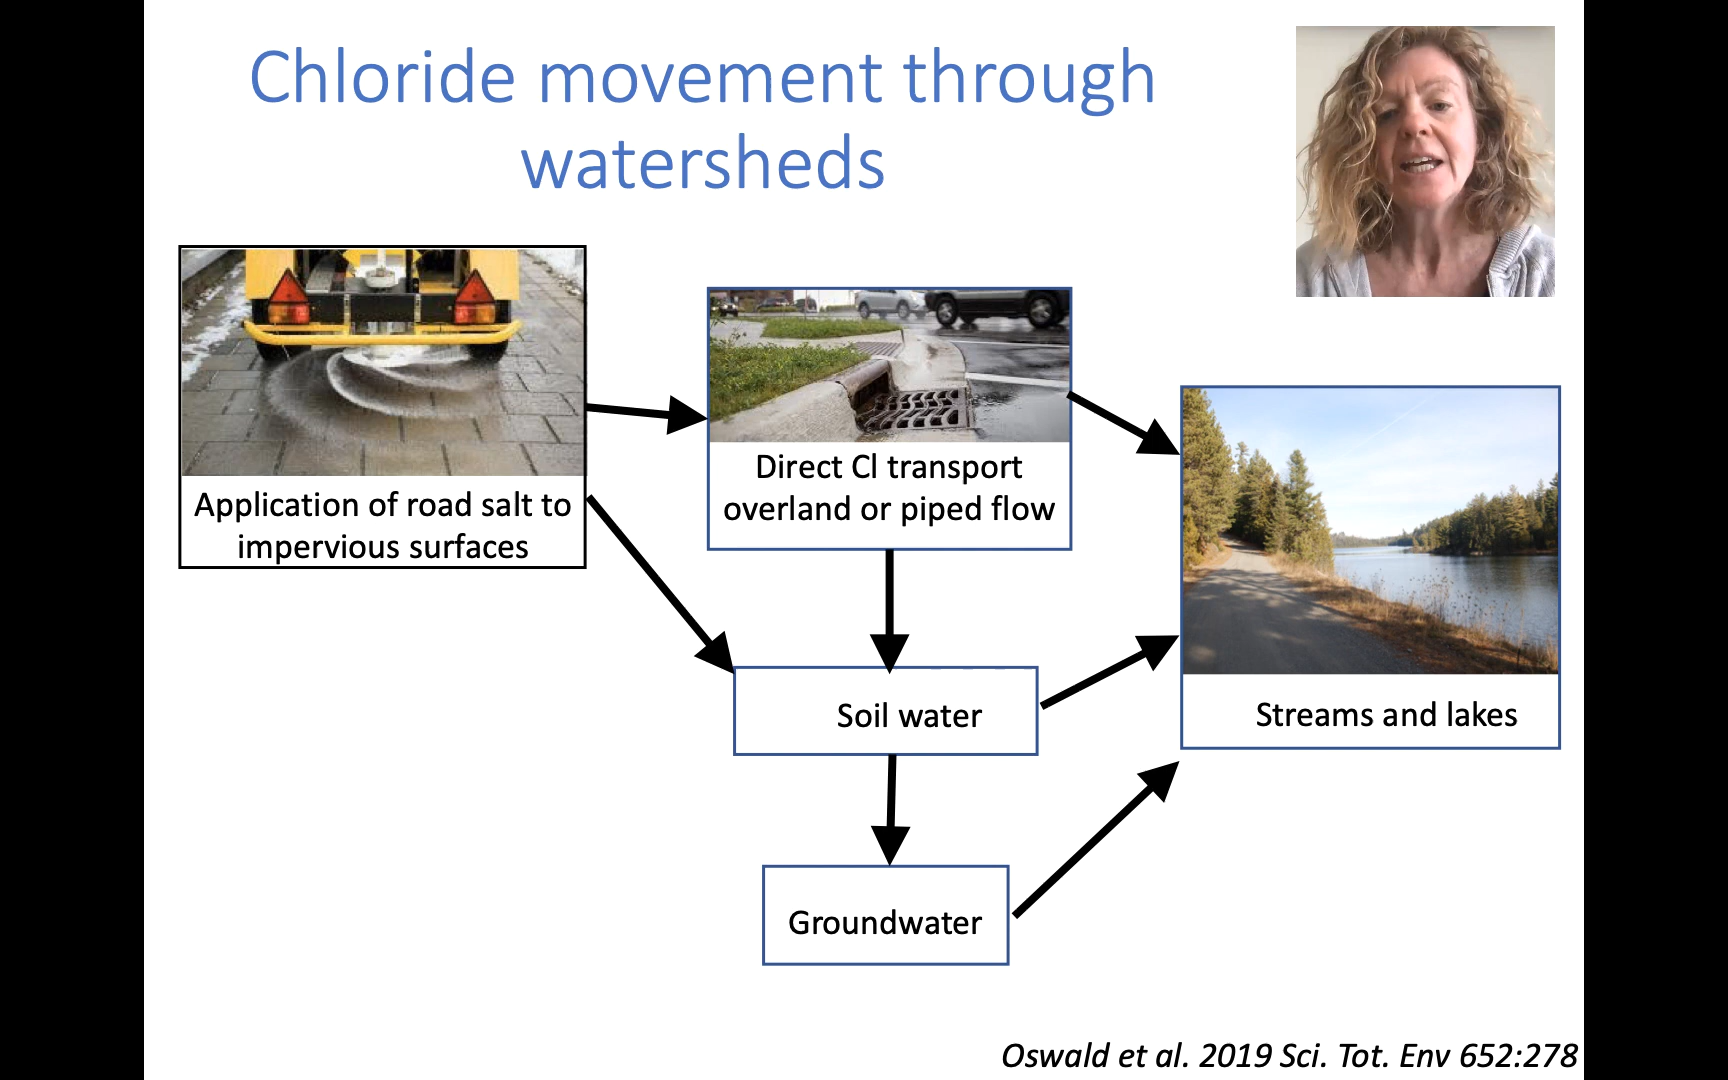 Chloride movement through
watersheds
Application of road salt to
impervious surfaces
Direct Cl transport
overland or piped flow
Soil water
Groundwater
Streams and lakes
Oswald et al. 2019 Sci. Tot. Env 652:278